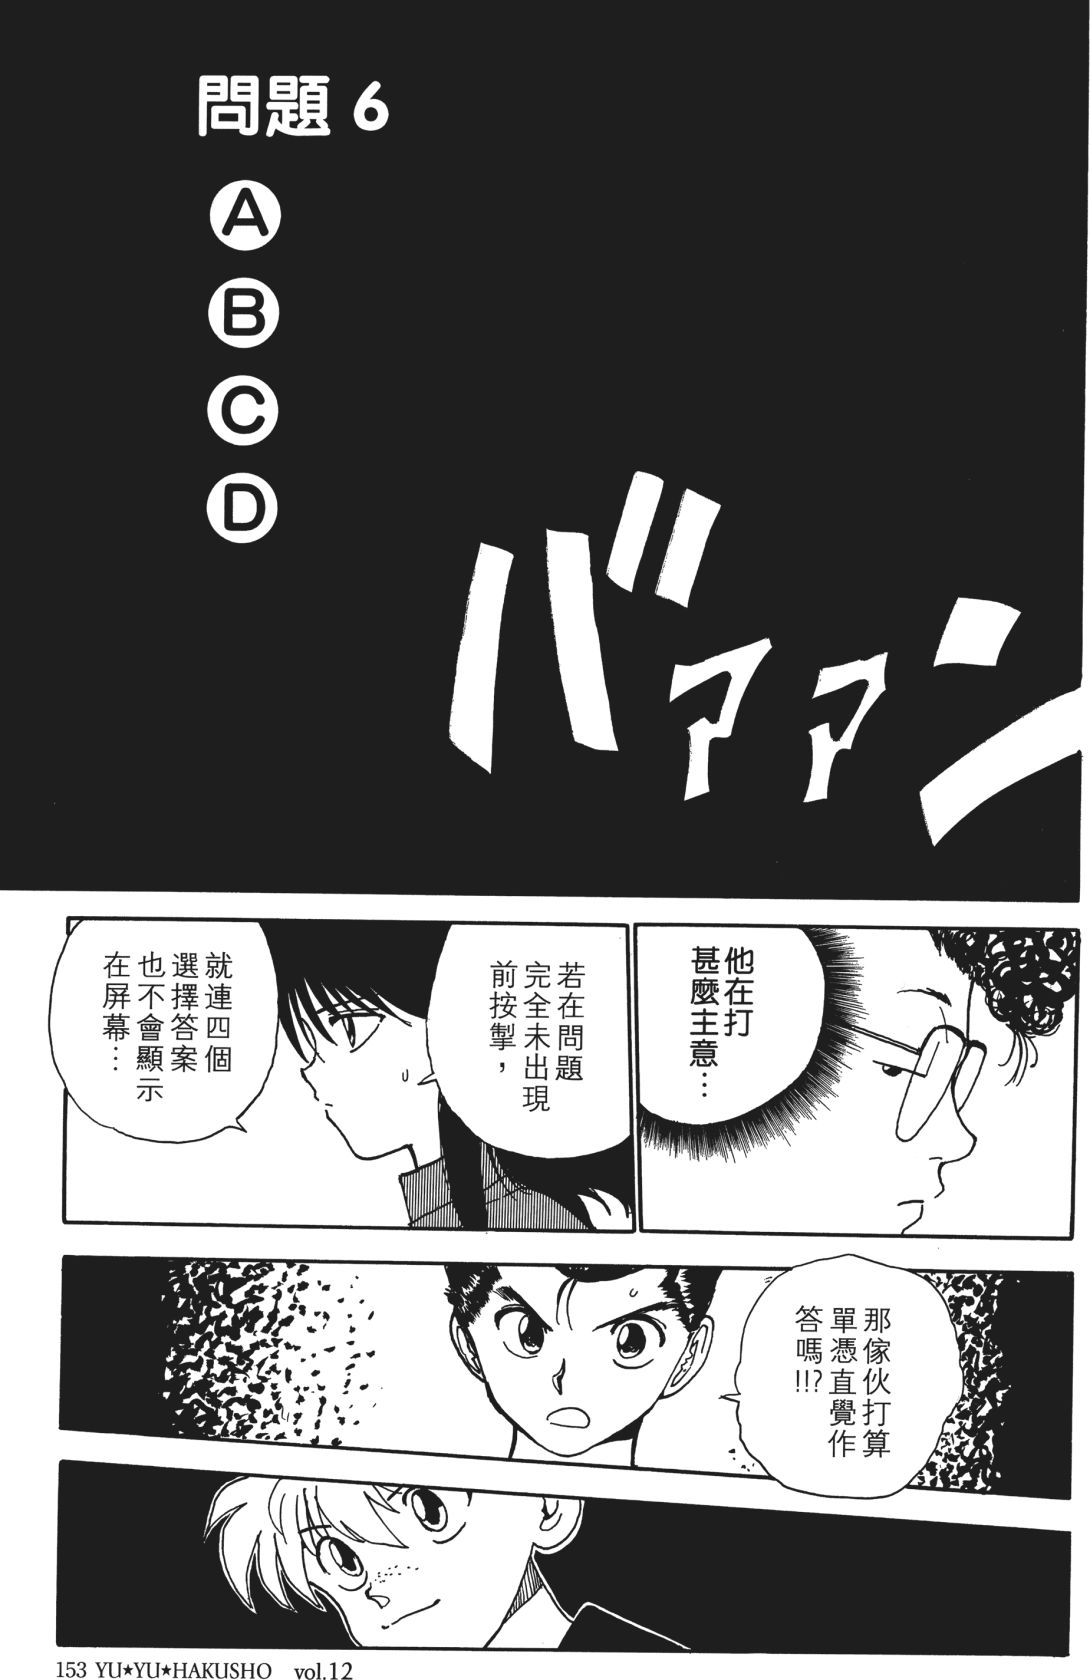 問題 6
A
B
C
D
バァァン
他在打
甚麼主意…
若在問題
完全未出現
前按掣，
就連四個
選擇答案
也不會顯示
在屏幕…
那傢伙打算
單憑直覺作
答嗎!!?
153 YU★YU★HAKUSHO vol.12